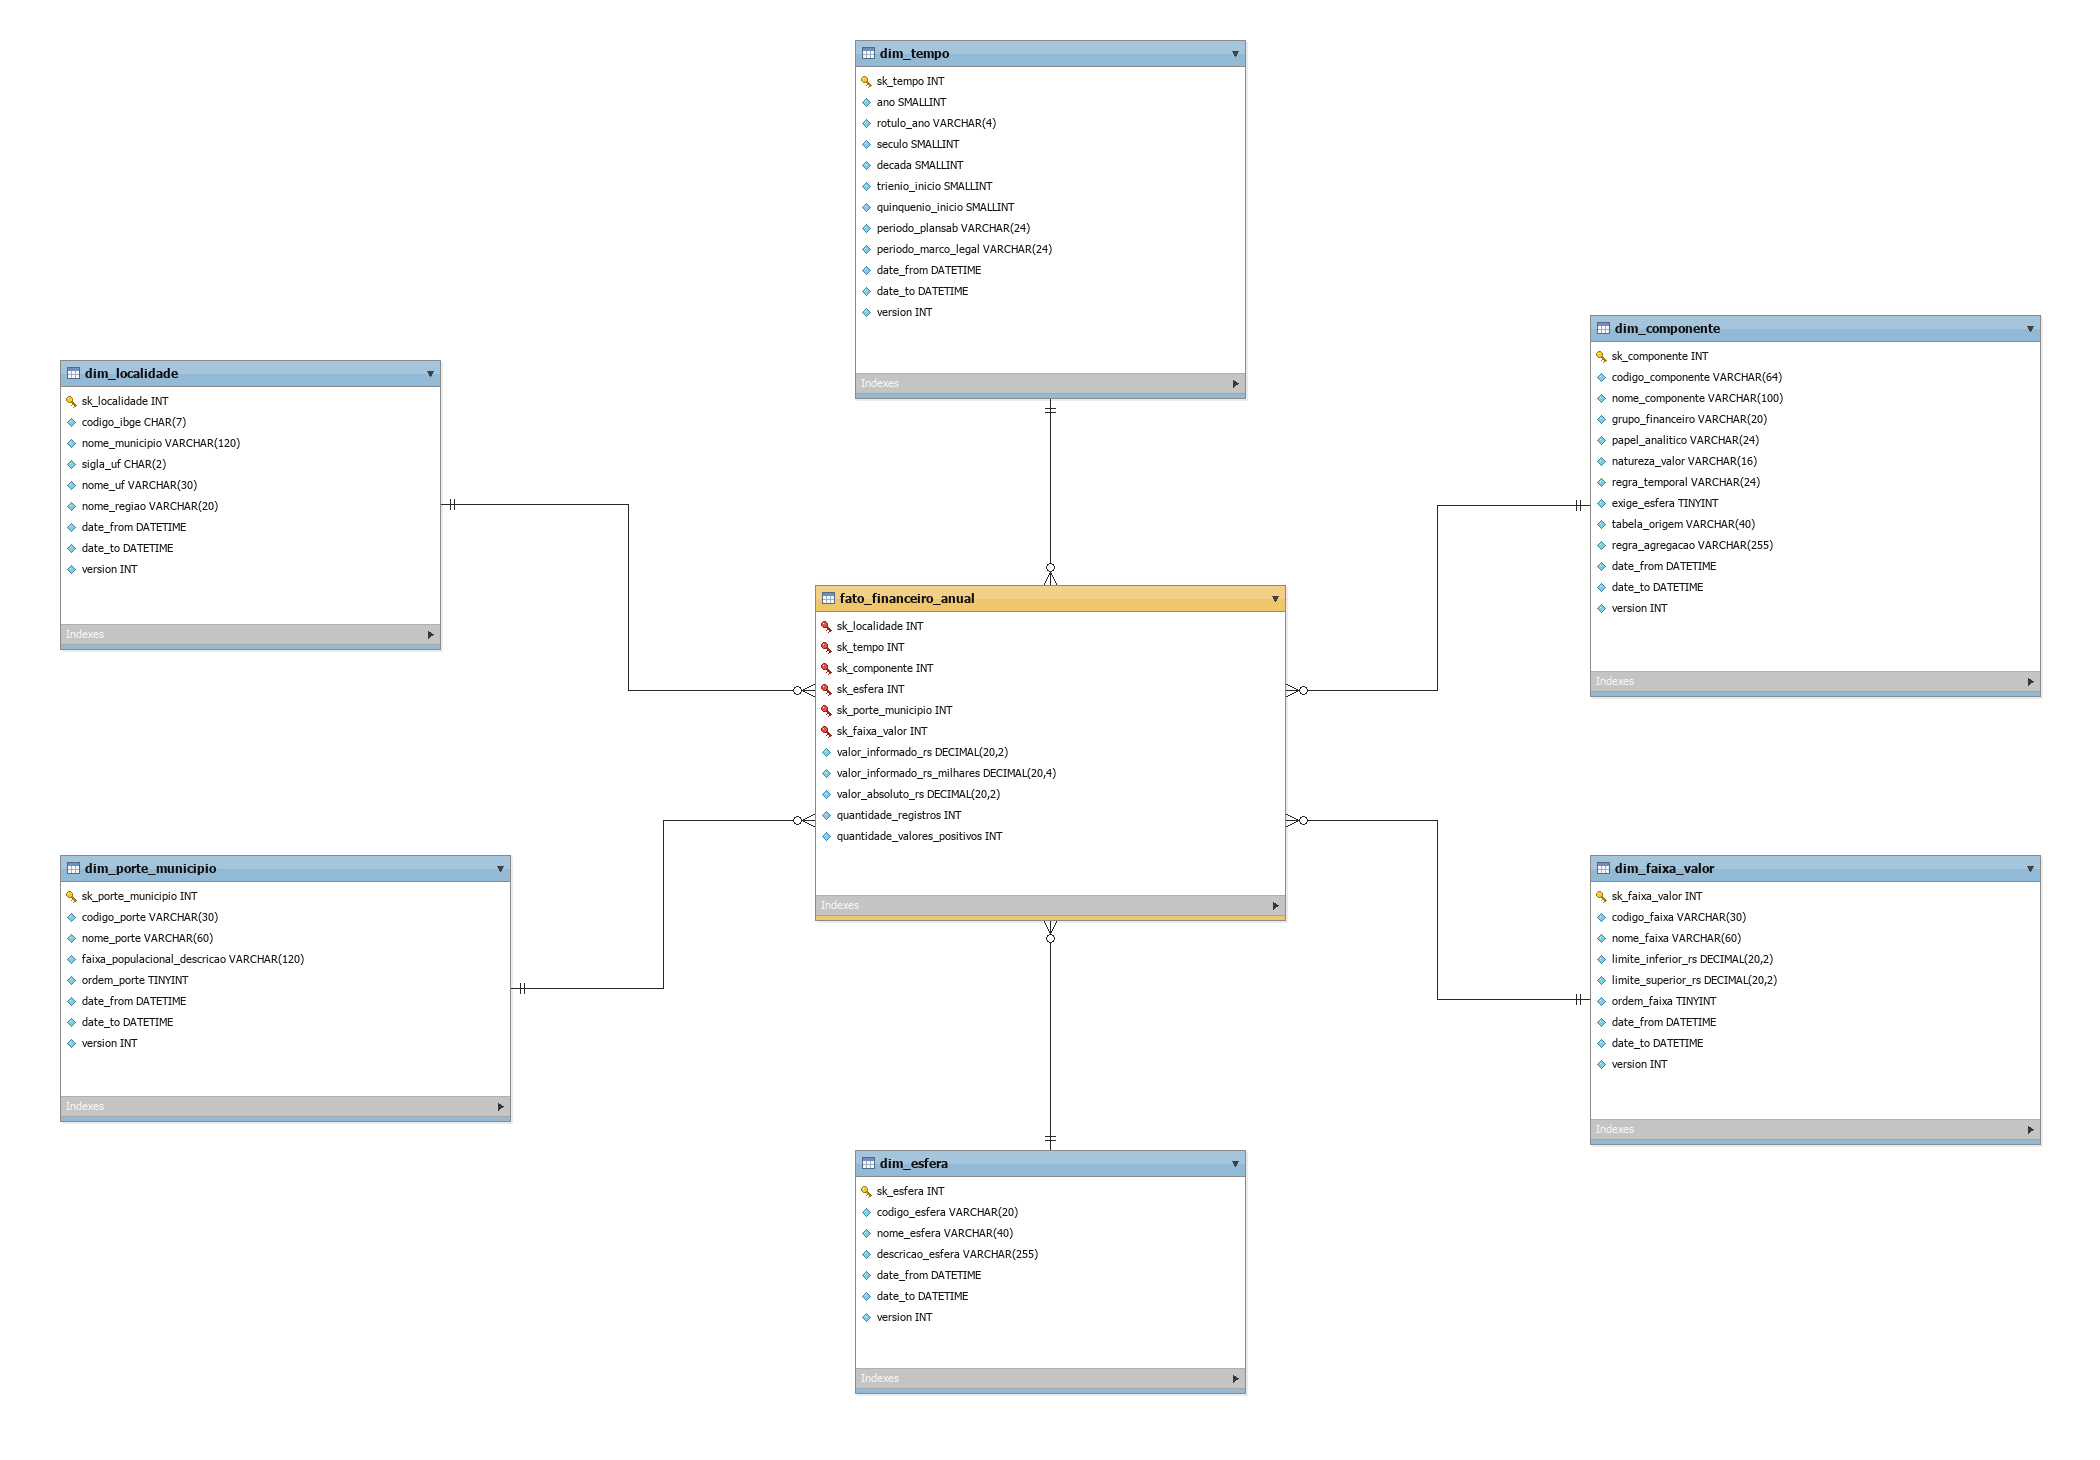 dim_tempo
sk_tempo INT
ano SMALLINT
rotulo_ano VARCHAR(4)
seculo SMALLINT
decada SMALLINT
trienio_inicio SMALLINT
quinquenio_inicio SMALLINT
periodo_plansab VARCHAR(24)
periodo_marco_legal VARCHAR(24)
date_from DATETIME
date_to DATETIME
version INT
Indexes
dim_localidade
sk_localidade INT
codigo_ibge CHAR(7)
nome_municipio VARCHAR(120)
sigla_uf CHAR(2)
nome_uf VARCHAR(30)
nome_regiao VARCHAR(20)
date_from DATETIME
date_to DATETIME
version INT
Indexes
dim_componente
sk_componente INT
codigo_componente VARCHAR(64)
nome_componente VARCHAR(100)
grupo_financeiro VARCHAR(20)
papel_analitico VARCHAR(24)
natureza_valor VARCHAR(16)
regra_temporal VARCHAR(24)
exige_esfera TINYINT
tabela_origem VARCHAR(40)
regra_agregacao VARCHAR(255)
date_from DATETIME
date_to DATETIME
version INT
Indexes
fato_financeiro_anual
sk_localidade INT
sk_tempo INT
sk_componente INT
sk_esfera INT
sk_porte_municipio INT
sk_faixa_valor INT
valor_informado_rs DECIMAL(20,2)
valor_informado_rs_milhares DECIMAL(20,4)
valor_absoluto_rs DECIMAL(20,2)
quantidade_registros INT
quantidade_valores_positivos INT
Indexes
dim_porte_municipio
sk_porte_municipio INT
codigo_porte VARCHAR(30)
nome_porte VARCHAR(60)
faixa_populacional_descricao VARCHAR(120)
ordem_porte TINYINT
date_from DATETIME
date_to DATETIME
version INT
Indexes
dim_faixa_valor
sk_faixa_valor INT
codigo_faixa VARCHAR(30)
nome_faixa VARCHAR(60)
limite_inferior_rs DECIMAL(20,2)
limite_superior_rs DECIMAL(20,2)
ordem_faixa TINYINT
date_from DATETIME
date_to DATETIME
version INT
Indexes
dim_esfera
sk_esfera INT
codigo_esfera VARCHAR(20)
nome_esfera VARCHAR(40)
descricao_esfera VARCHAR(255)
date_from DATETIME
date_to DATETIME
version INT
Indexes